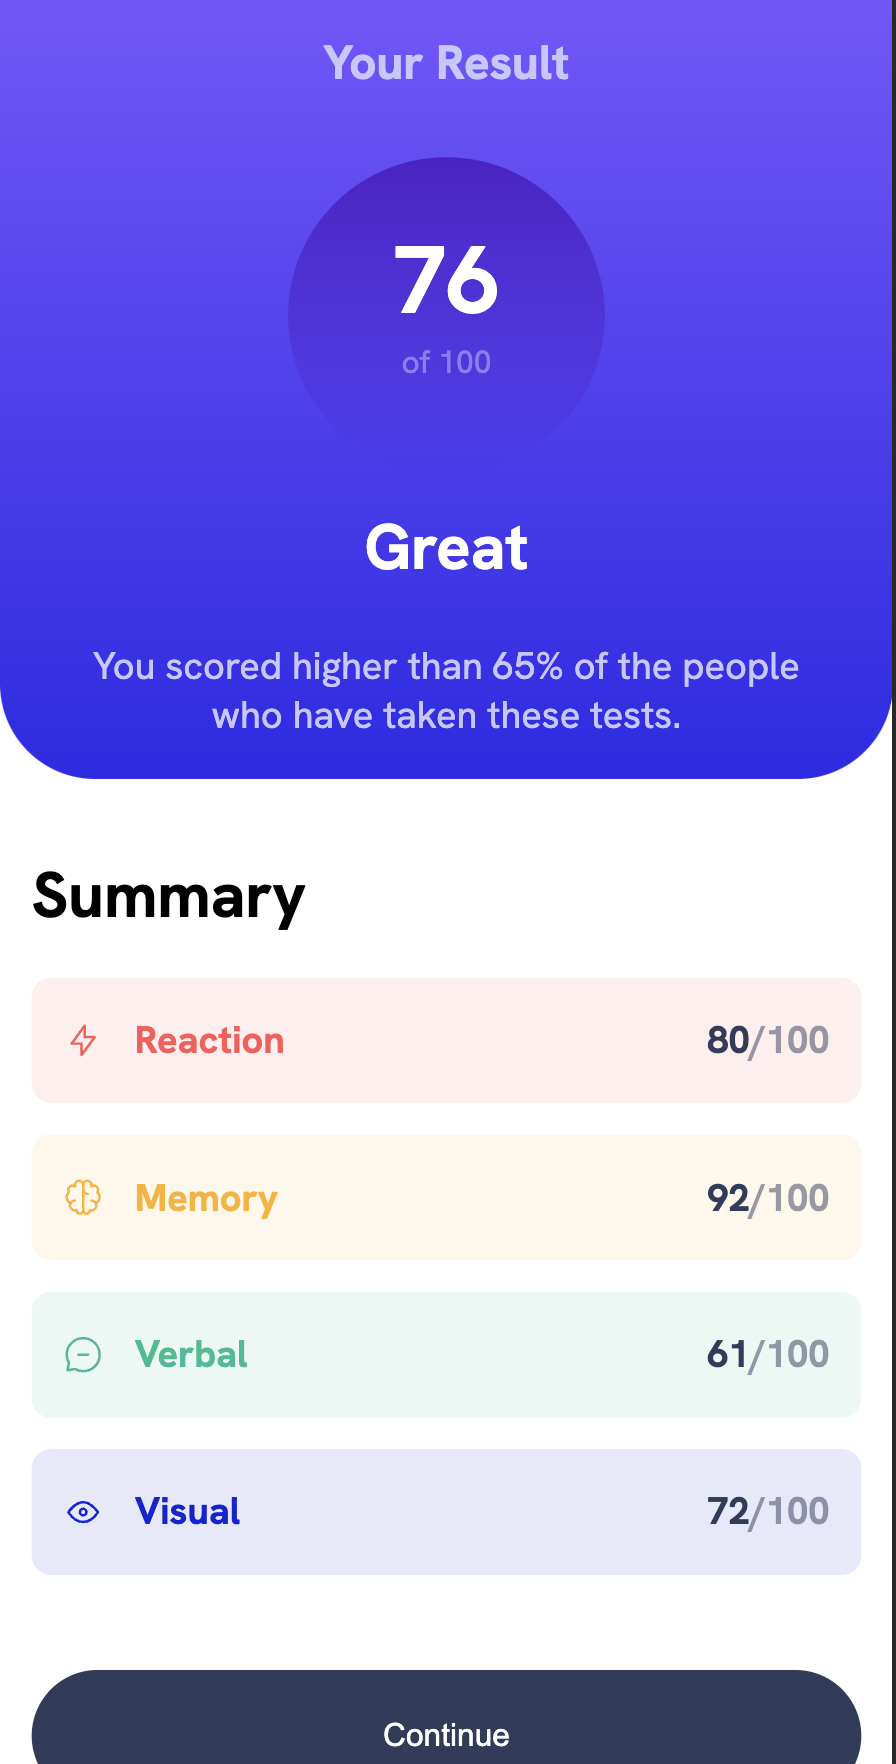 Your Result
76
of 100
Great
You scored higher than 65% of the people
who have taken these tests.
Summary
Reaction 80/100
Memory 92/100
Verbal 61/100
Visual 72/100
Continue